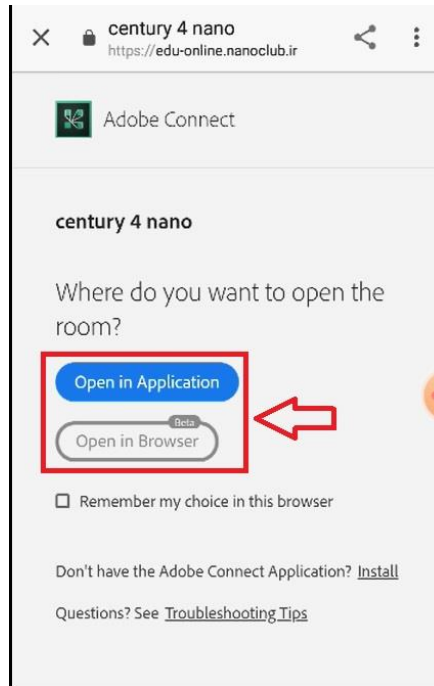 century 4 nano
https://edu-online.nanoclub.ir
Adobe Connect
century 4 nano
Where do you want to open the
room?
Open in Application
Beta
Open in Browser
Remember my choice in this browser
Don't have the Adobe Connect Application? Install
Questions? See Troubleshooting Tips